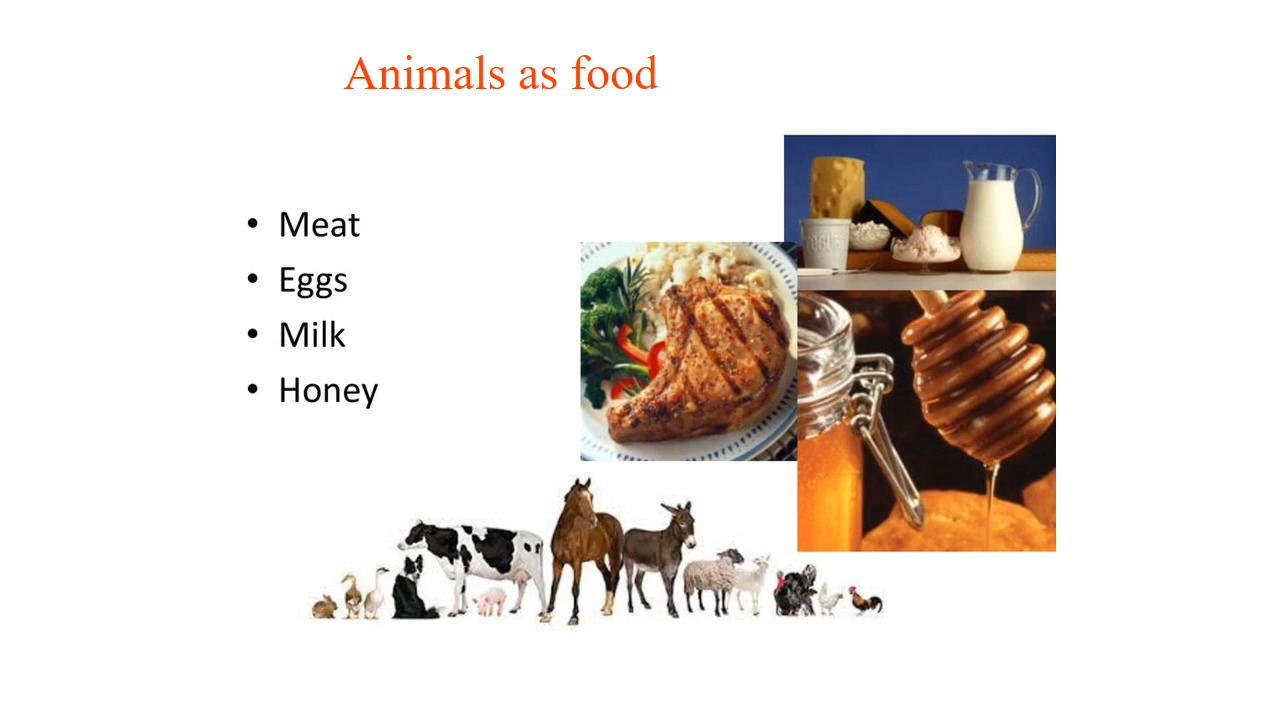 Animals as food
• Meat
• Eggs
• Milk
• Honey